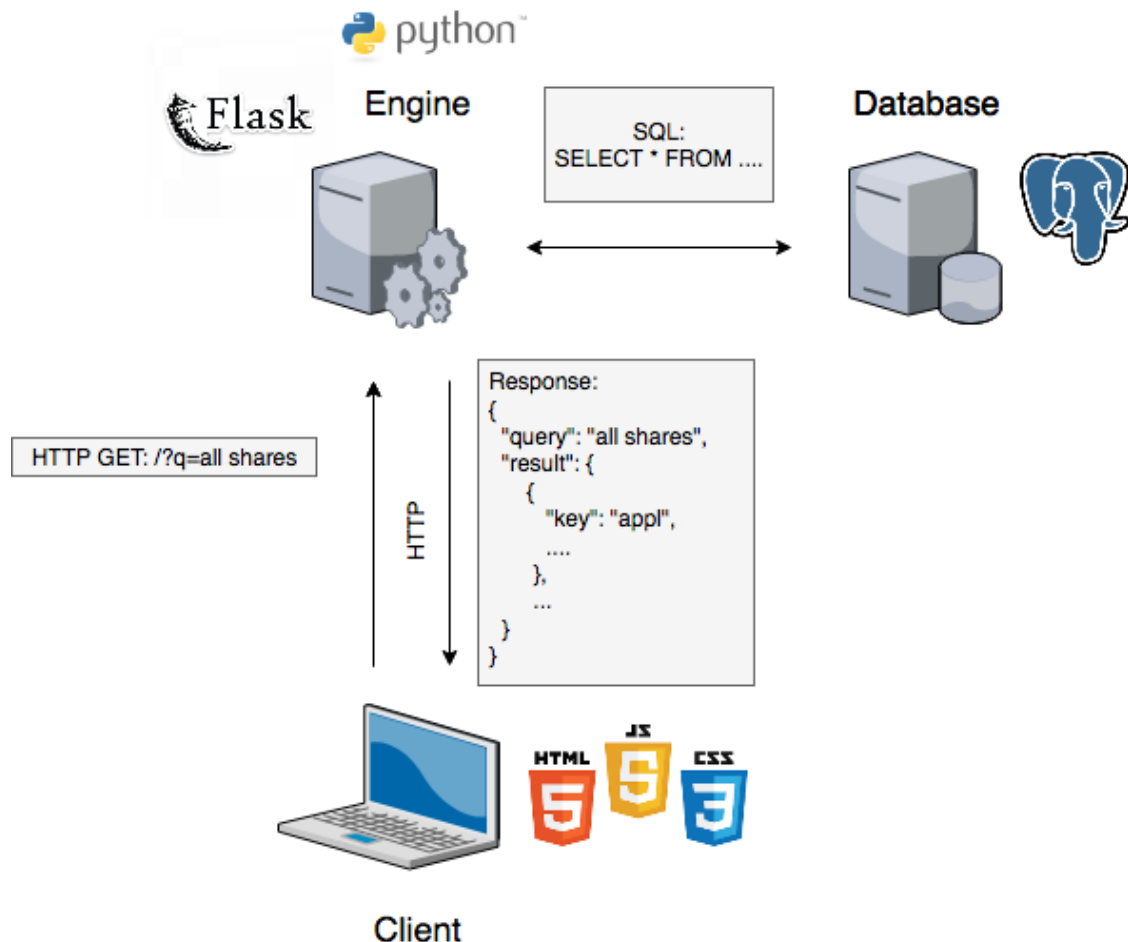 python™
Flask
Engine
Database
SQL:
SELECT * FROM ....
HTTP GET: /?q=all shares
HTTP
Response:
{
"query": "all shares",
"result": {
{
"key": "appl",
....
},
...
}
}
HTML
5
JS
5
CSS
3
Client